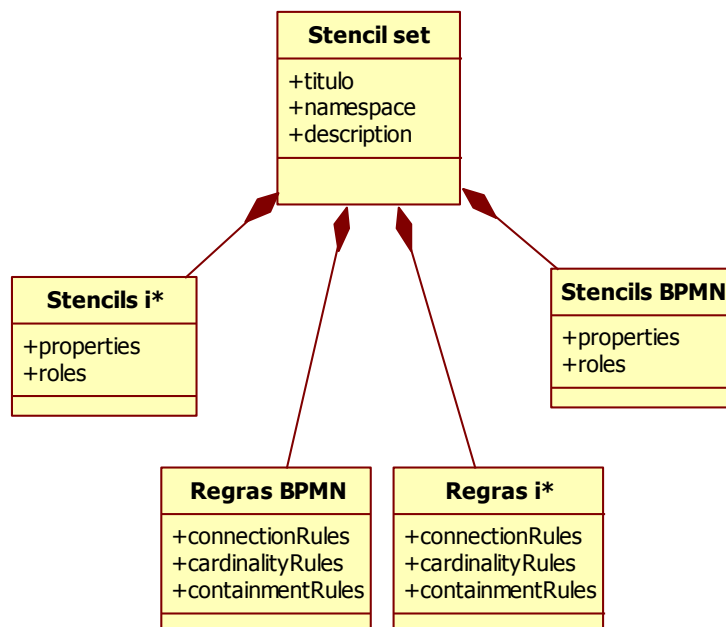 Stencil set
+titulo
+namespace
+description
Stencils i*
+properties
+roles
Stencils BPMN
+properties
+roles
Regras BPMN
+connectionRules
+cardinalityRules
+containmentRules
Regras i*
+connectionRules
+cardinalityRules
+containmentRules